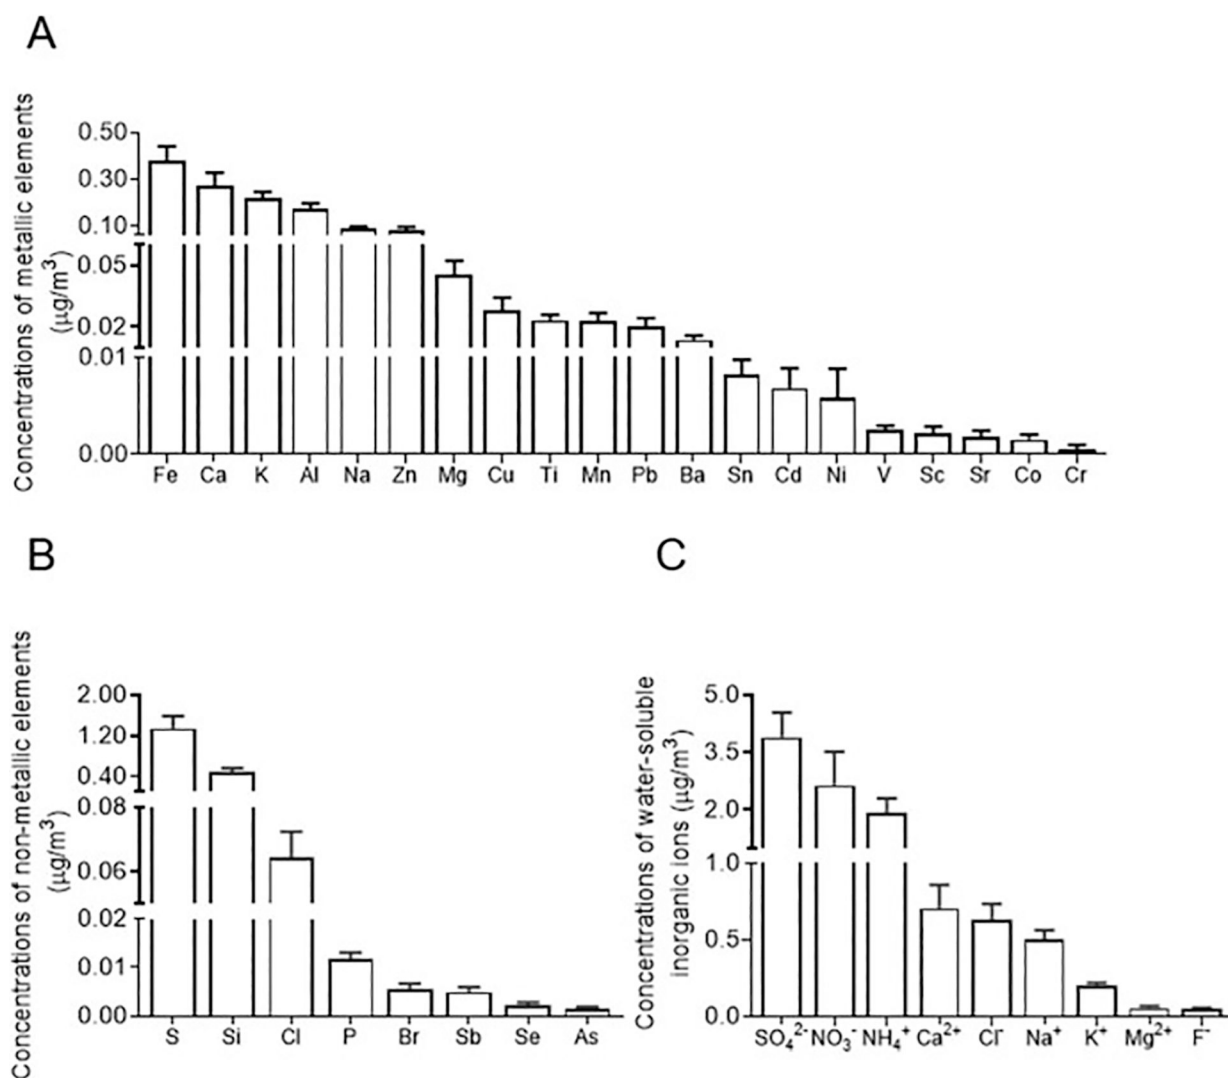 A
Concentrations of metallic elements
(μg/m³)
0.50
0.30
0.10
0.05
0.02
0.01
0.00
Fe Ca K Al Na Zn Mg Cu Ti Mn Pb Ba Sn Cd Ni V Sc Sr Co Cr
B
Concentrations of non-metallic elements
(μg/m³)
2.00
1.20
0.40
0.08
0.06
0.02
0.01
0.00
S Si Cl P Br Sb Se As
C
Concentrations of water-soluble
inorganic ions (μg/m³)
5.0
3.5
2.0
1.0
0.5
0.0
SO₄²⁻ NO₃⁻ NH₄⁺ Ca²⁺ Cl⁻ Na⁺ K⁺ Mg²⁺ F⁻